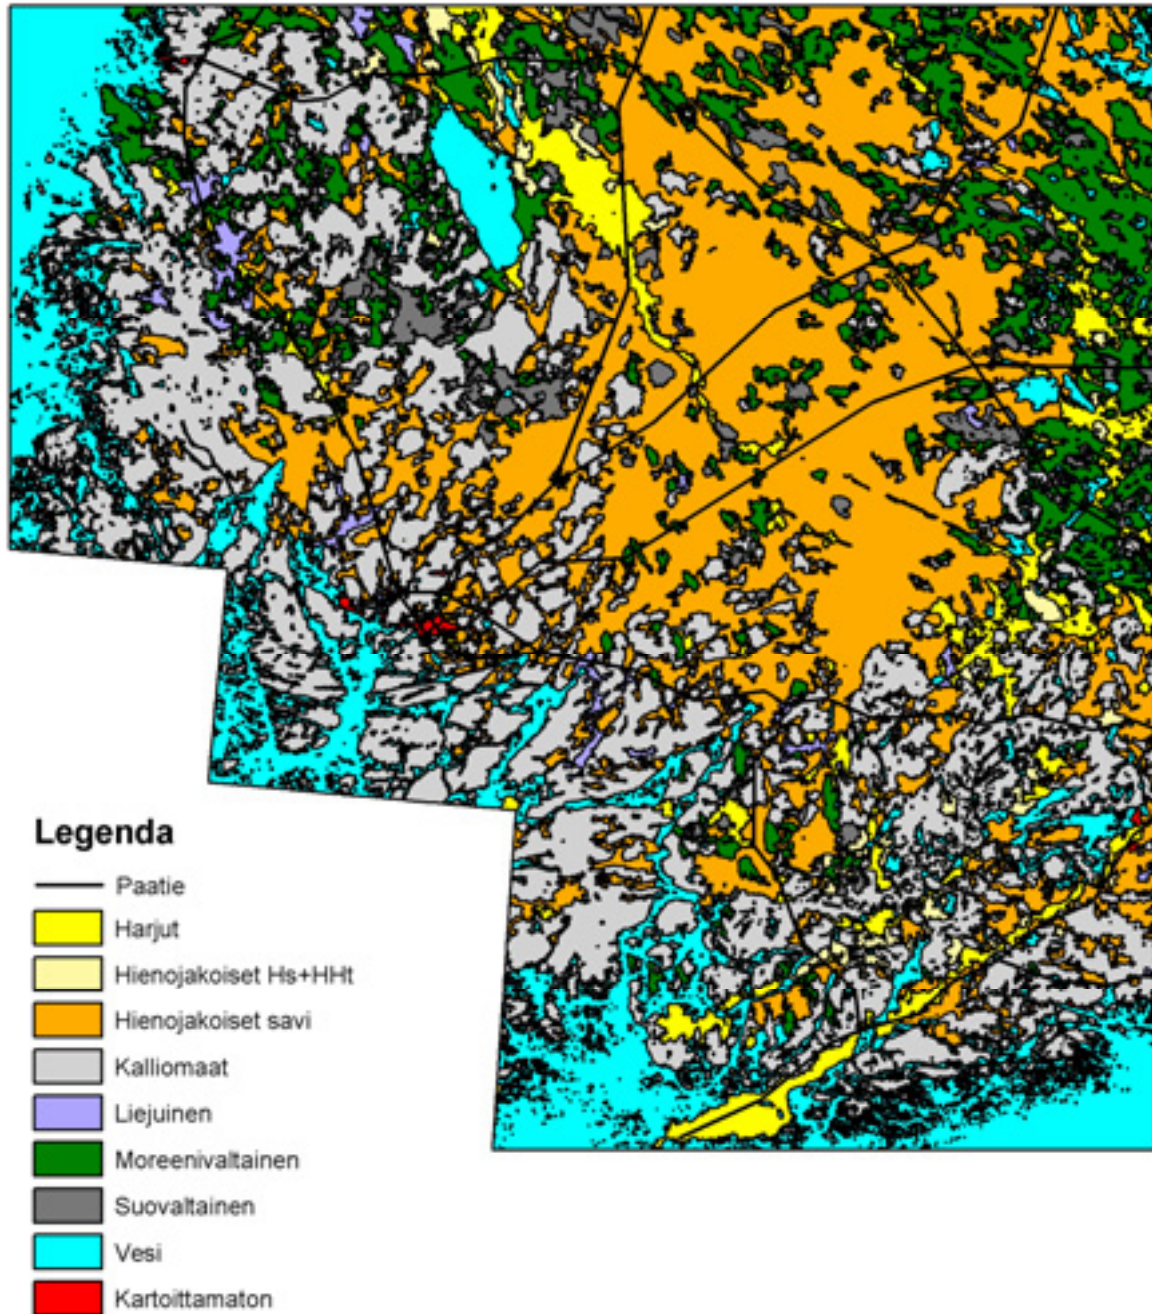 Legenda
Paatie
Harjut
Hienojakoiset Hs+HHt
Hienojakoiset savi
Kalliomaat
Liejuinen
Moreenivaltainen
Suovaltainen
Vesi
Kartoittamaton